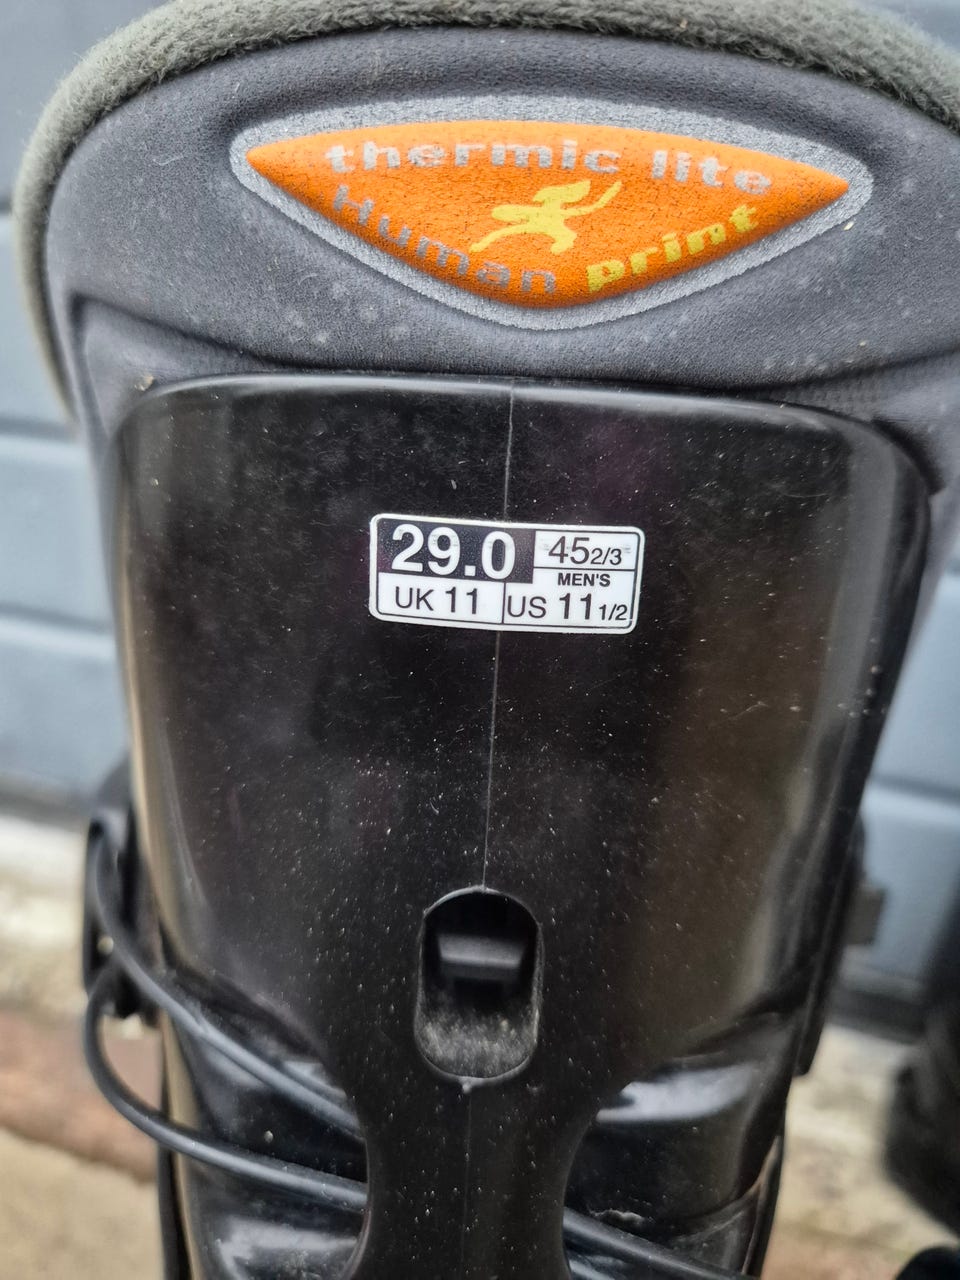 thermic lite
Human print
29.0 45 2/3
MEN'S
UK 11 US 11 1/2